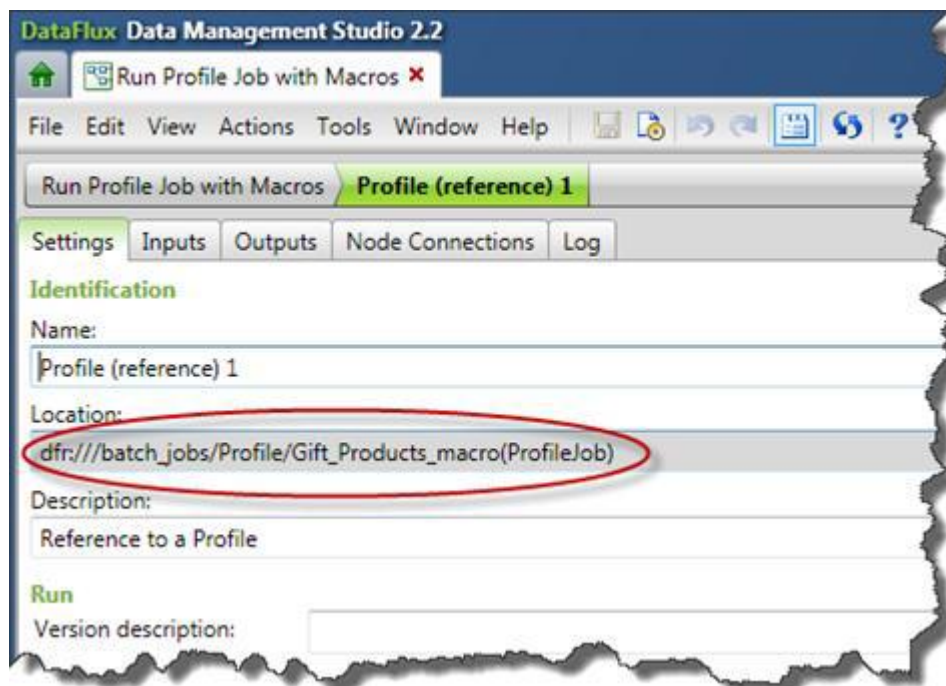 DataFlux Data Management Studio 2.2
Run Profile Job with Macros
File Edit View Actions Tools Window Help ?
Run Profile Job with Macros Profile (reference) 1
Settings Inputs Outputs Node Connections Log
Identification
Name:
Profile (reference) 1
Location:
dfr:///batch_jobs/Profile/Gift_Products_macro(ProfileJob)
Description:
Reference to a Profile
Run
Version description: